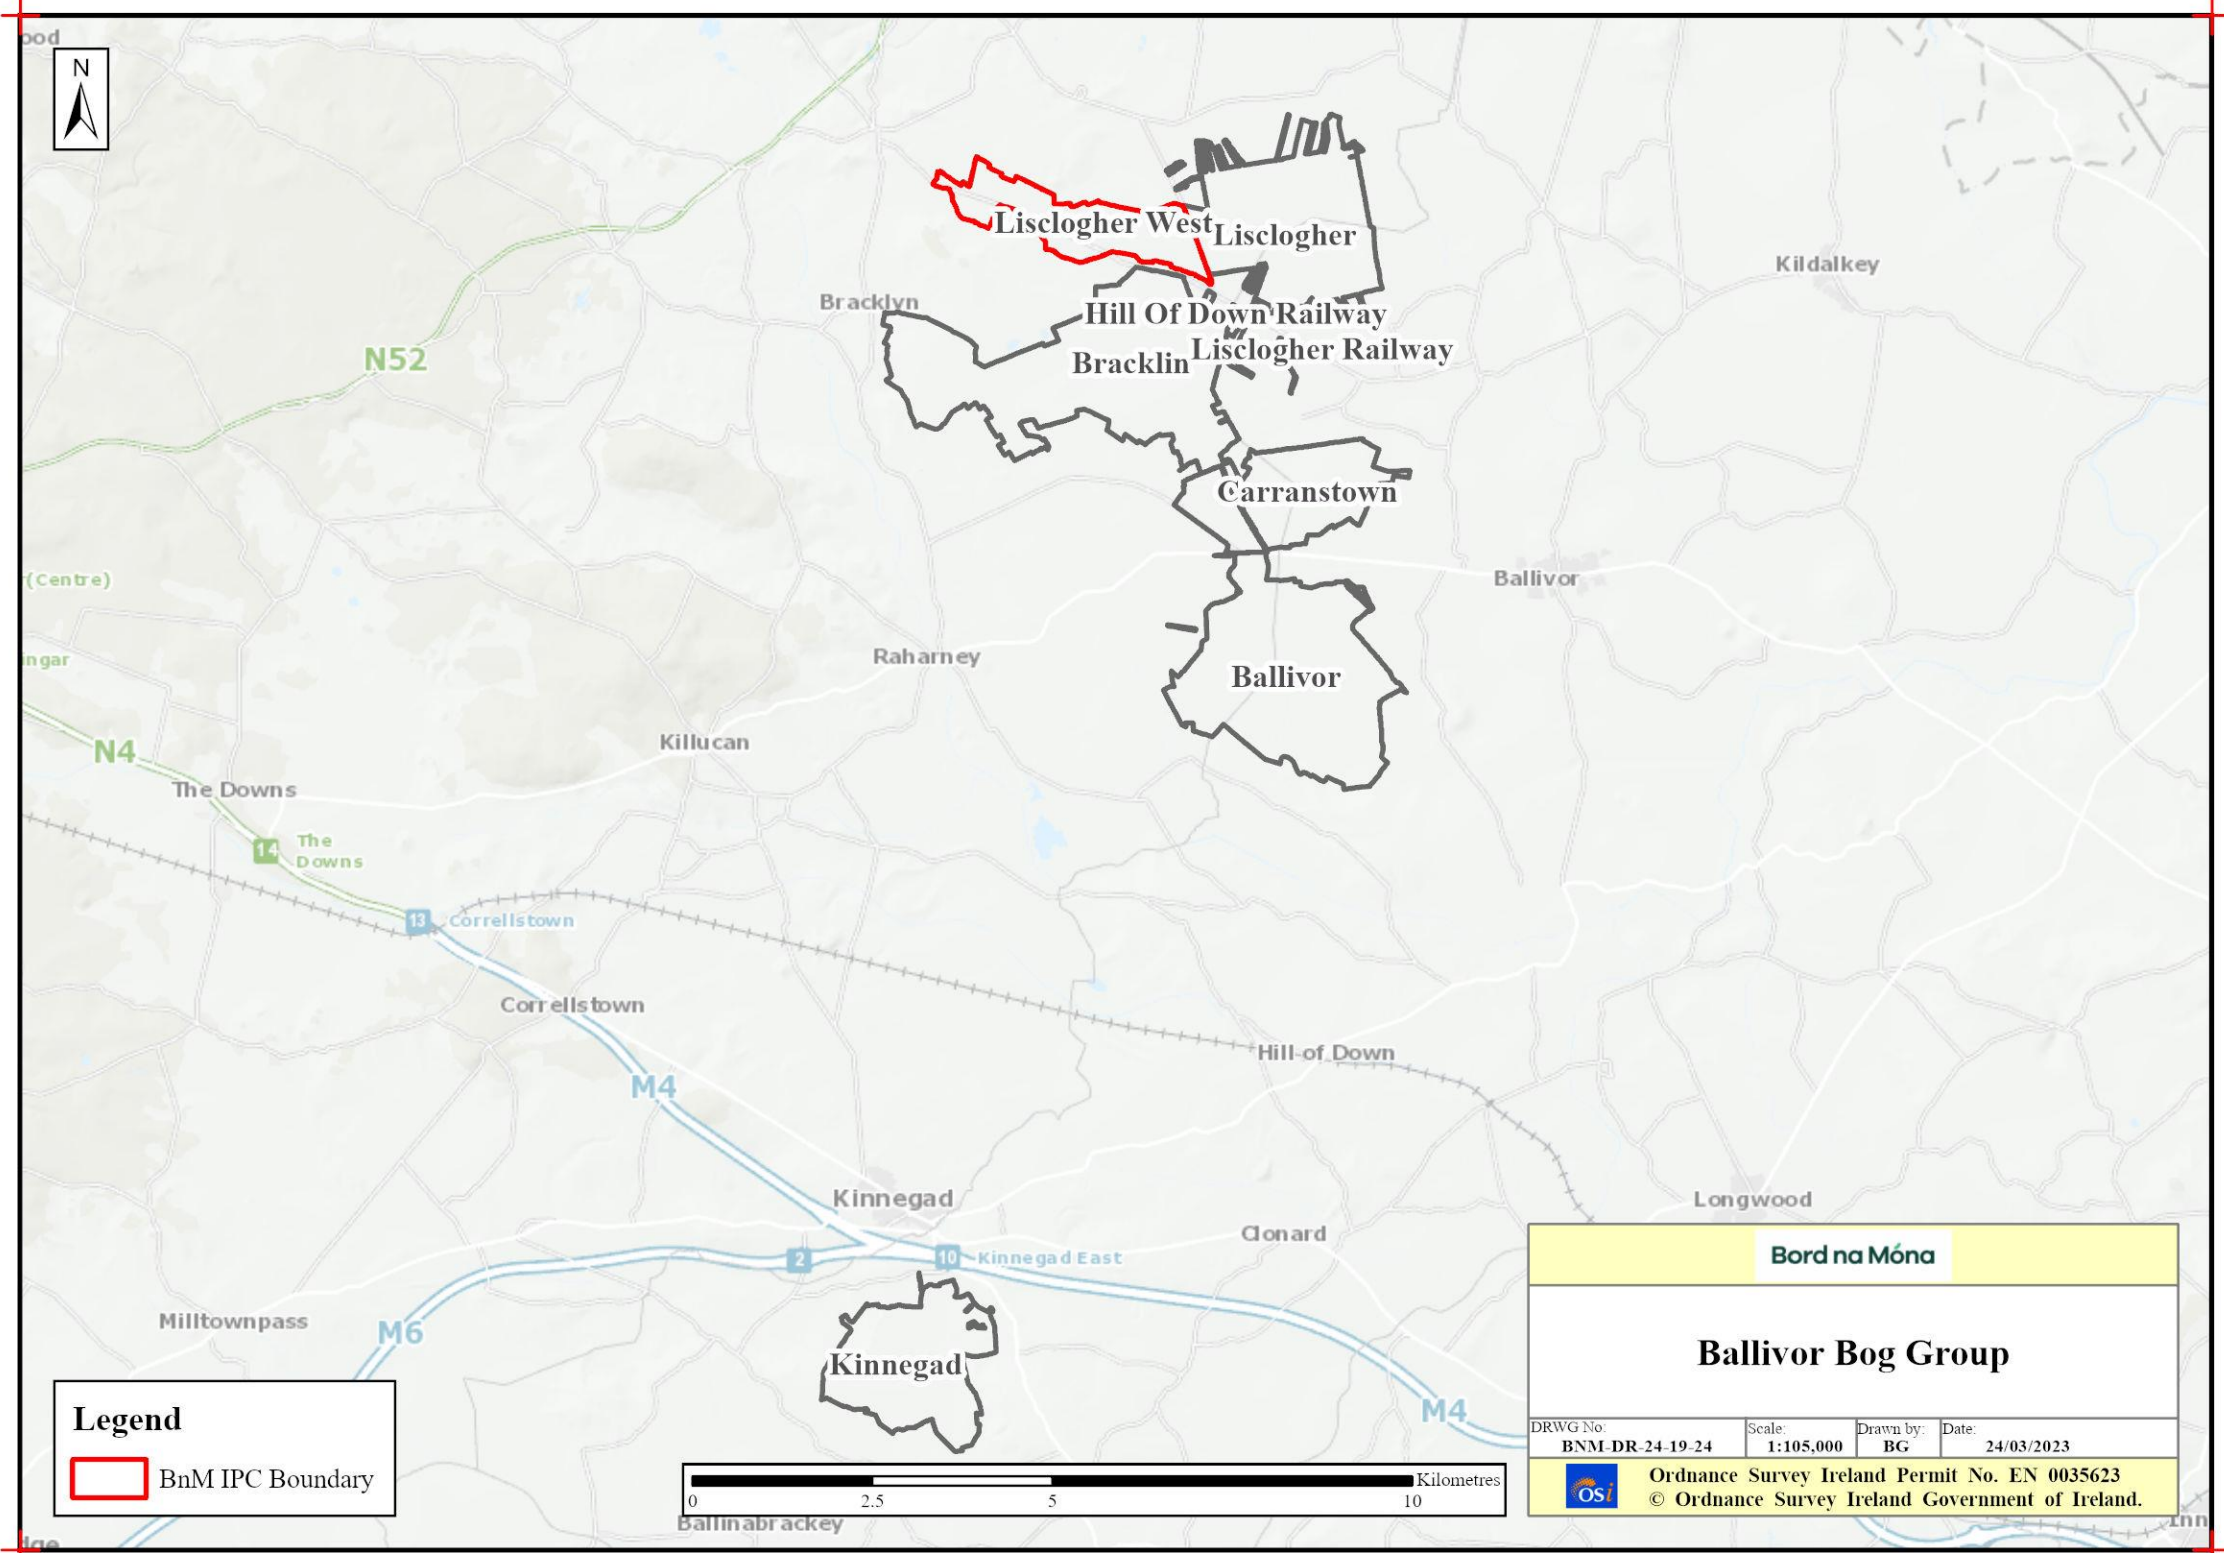 ood
N
Lisclogher West
Lisclogher
Kildalkey
Bracklyn
Hill Of Down Railway
N52
Bracklin
Lisclogher Railway
Carranstown
(Centre)
Ballivor
ingar
Raharney
Ballivor
Killucan
N4
The Downs
14
The
Downs
13
Correllstown
Correllstown
Hill of Down
M4
Kinnegad
Longwood
Clonard
2
10
Kinnegad East
Milltownpass
M6
Kinnegad
M4
Legend
BnM IPC Boundary
Kilometres
0 2.5 5 10
Ballinabrackey
Bord na Móna
Ballivor Bog Group
DRWG No:
BNM-DR-24-19-24
Scale:
1:105,000
Drawn by:
BG
Date:
24/03/2023
OSi
Ordnance Survey Ireland Permit No. EN 0035623
© Ordnance Survey Ireland Government of Ireland.